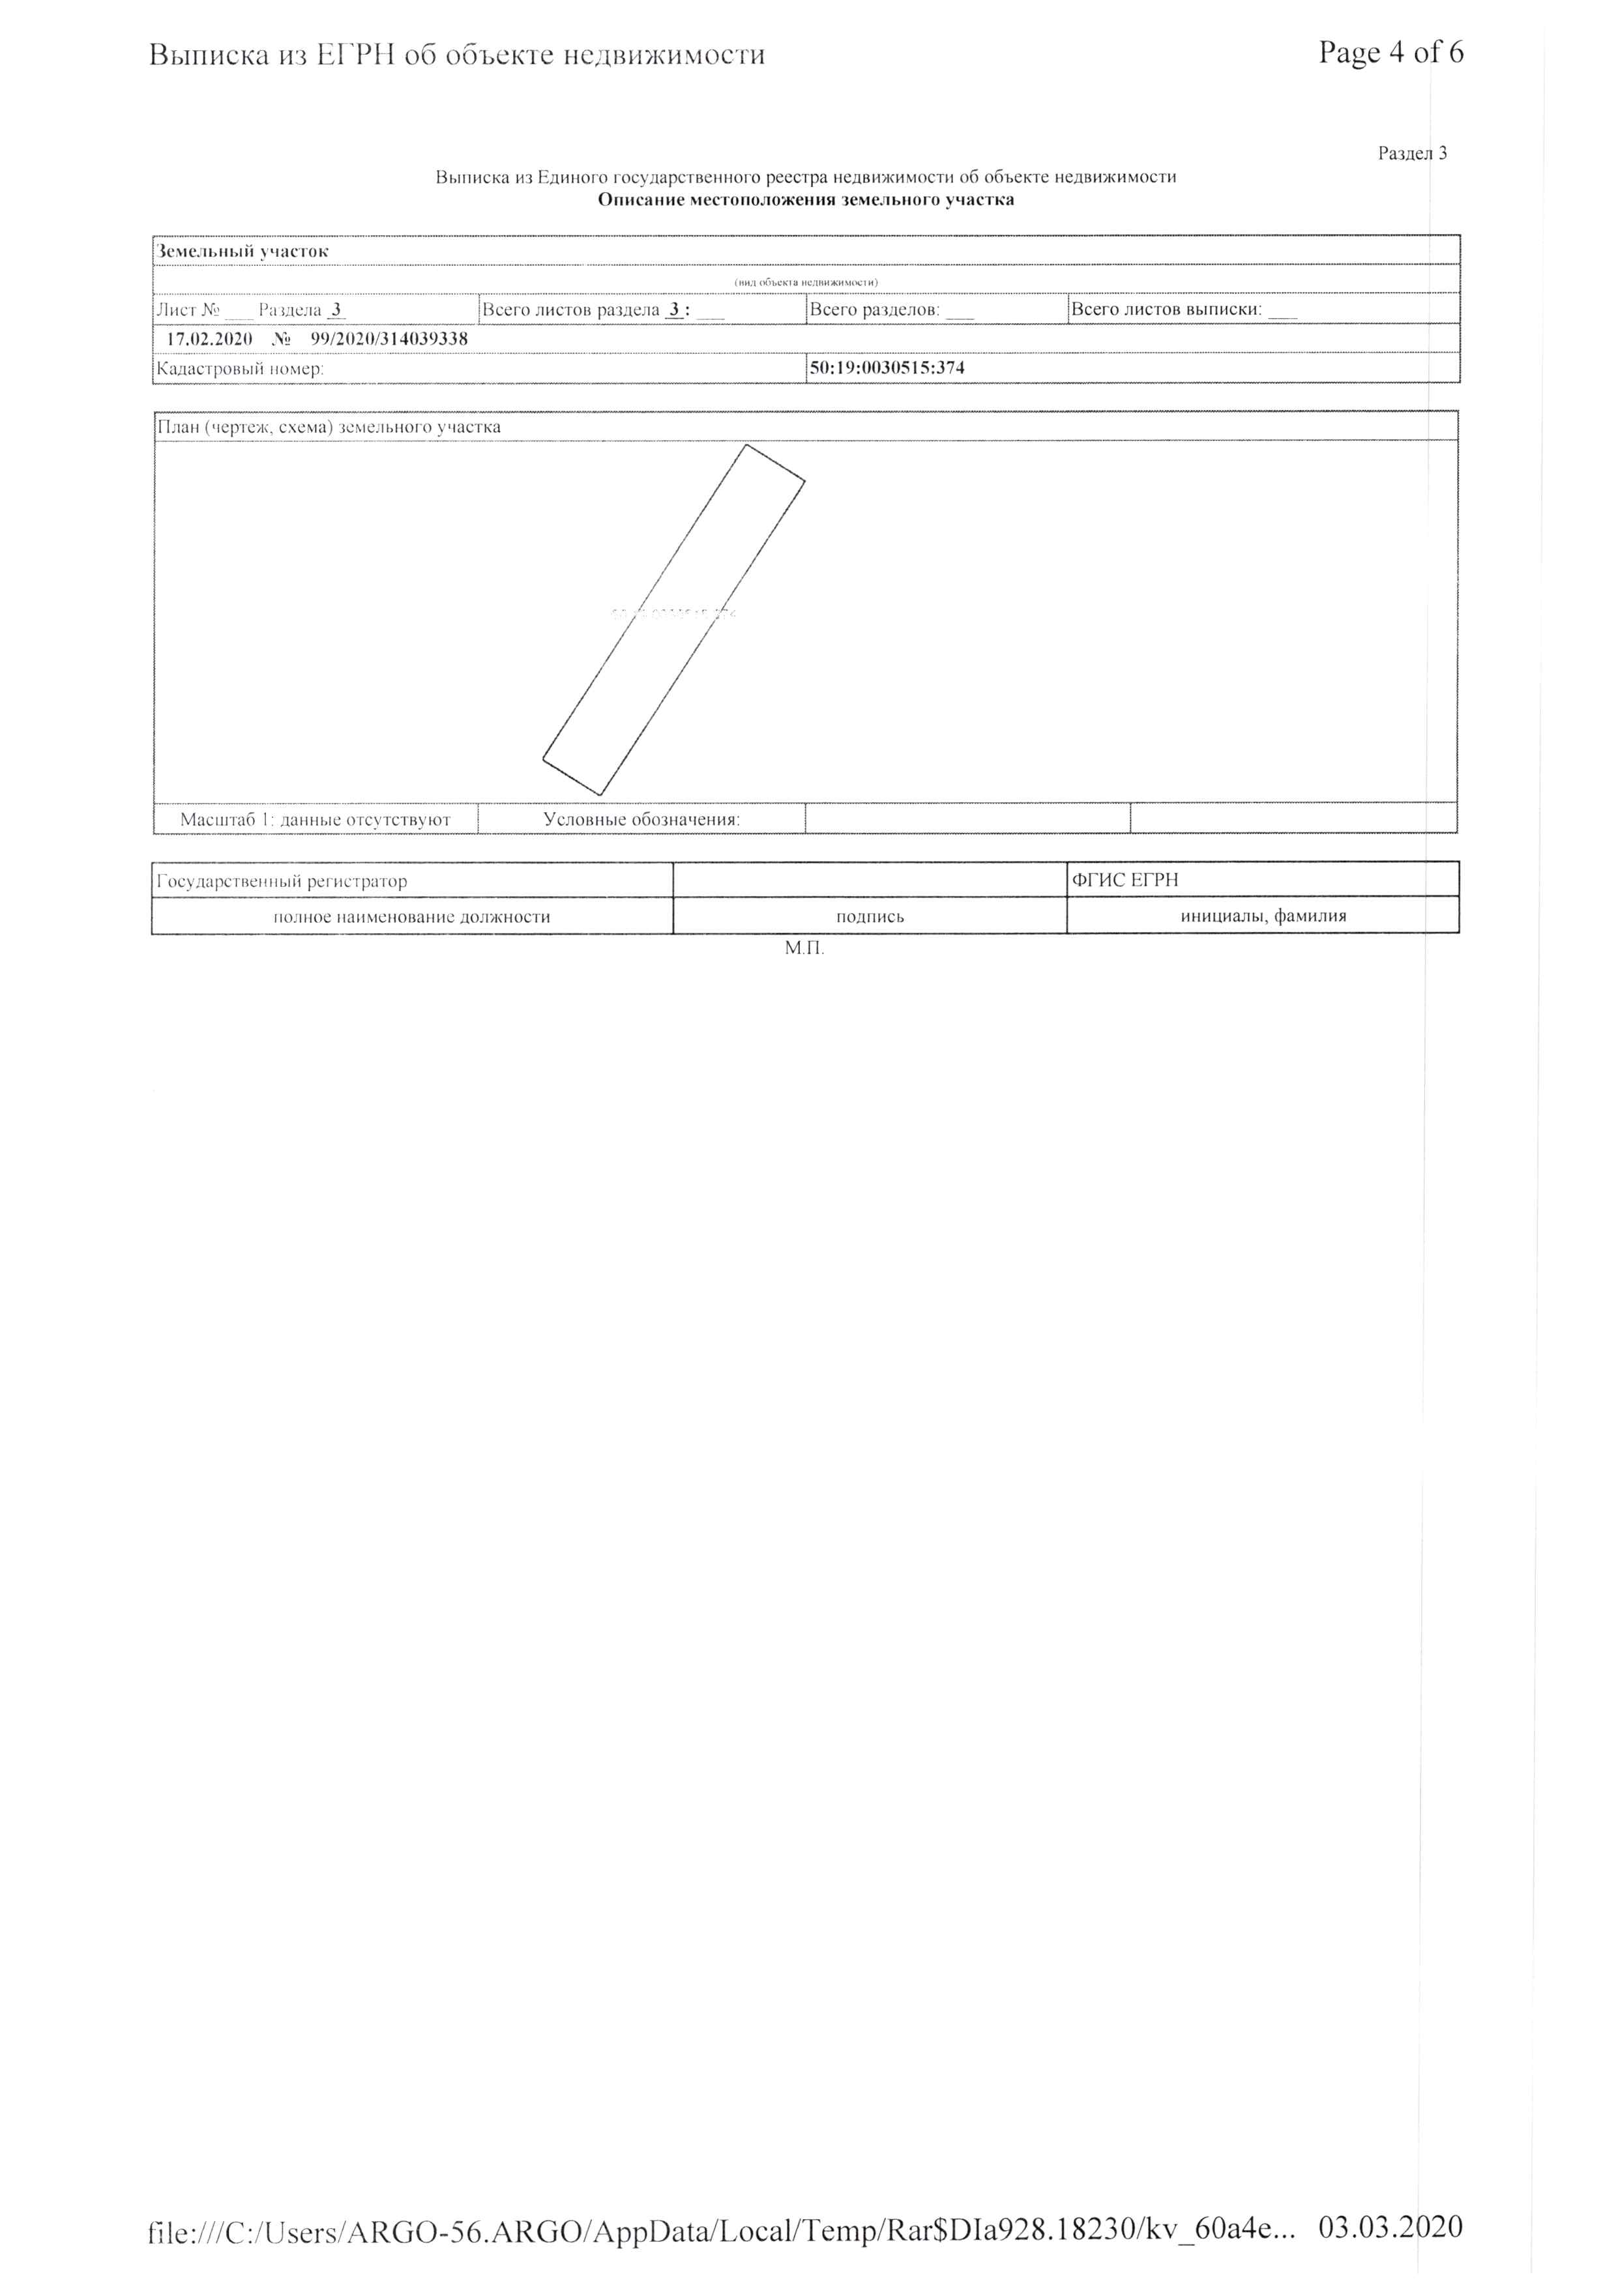 Выписка из ЕГРН об объекте недвижимости Page 4 of 6
Раздел 3
Выписка из Единого государственного реестра недвижимости об объекте недвижимости
Описание местоположения земельного участка
Земельный участок
(вид объекта недвижимости)
Лист № ___ Раздела 3 Всего листов раздела 3 : ___ Всего разделов: ___ Всего листов выписки: ___
17.02.2020 № 99/2020/314039338
Кадастровый номер: 50:19:0030515:374
План (чертеж, схема) земельного участка
Масштаб 1: данные отсутствуют Условные обозначения:
Государственный регистратор ФГИС ЕГРН
полное наименование должности подпись инициалы, фамилия
М.П.
file:///C:/Users/ARGO-56.ARGO/AppData/Local/Temp/Rar$DIa928.18230/kv_60a4e... 03.03.2020